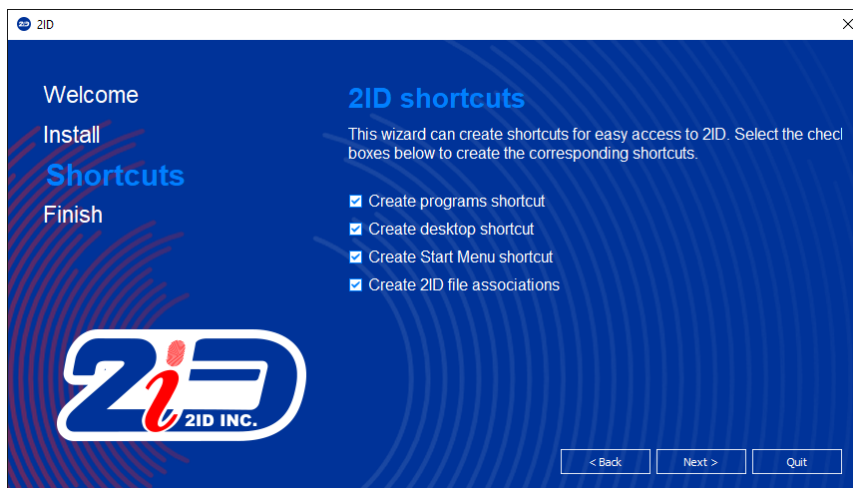 2ID
Welcome
Install
Shortcuts
Finish
2ID shortcuts
This wizard can create shortcuts for easy access to 2ID. Select the check
boxes below to create the corresponding shortcuts.
Create programs shortcut
Create desktop shortcut
Create Start Menu shortcut
Create 2ID file associations
2iD
2ID INC.
< Back
Next >
Quit